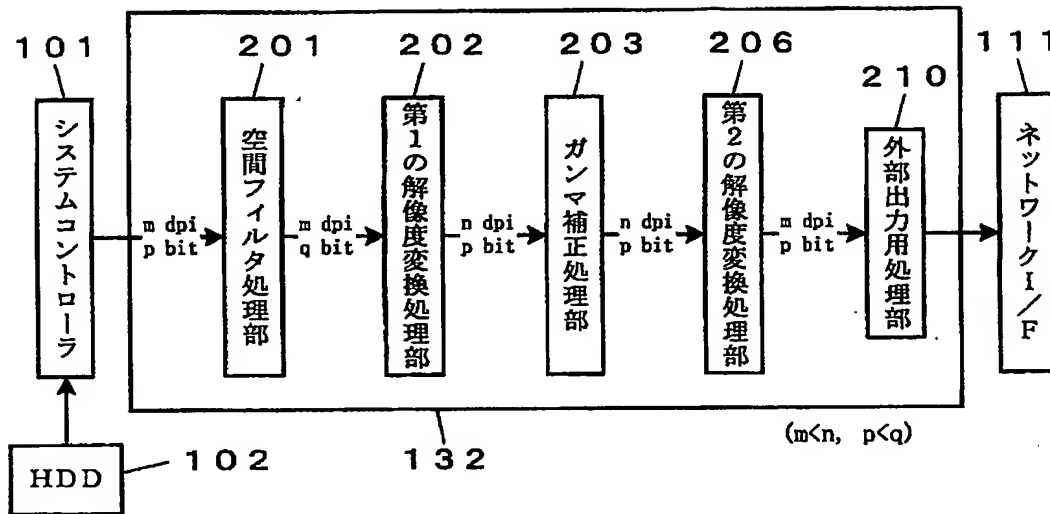 101
201
202
203
206
210
111
システムコントローラ
m dpi
p bit
空間フィルタ処理部
m dpi
q bit
第1の解像度変換処理部
n dpi
p bit
ガンマ補正処理部
n dpi
p bit
第2の解像度変換処理部
m dpi
p bit
外部出力用処理部
ネットワークI/F
HDD
102
132
(m<n, p<q)